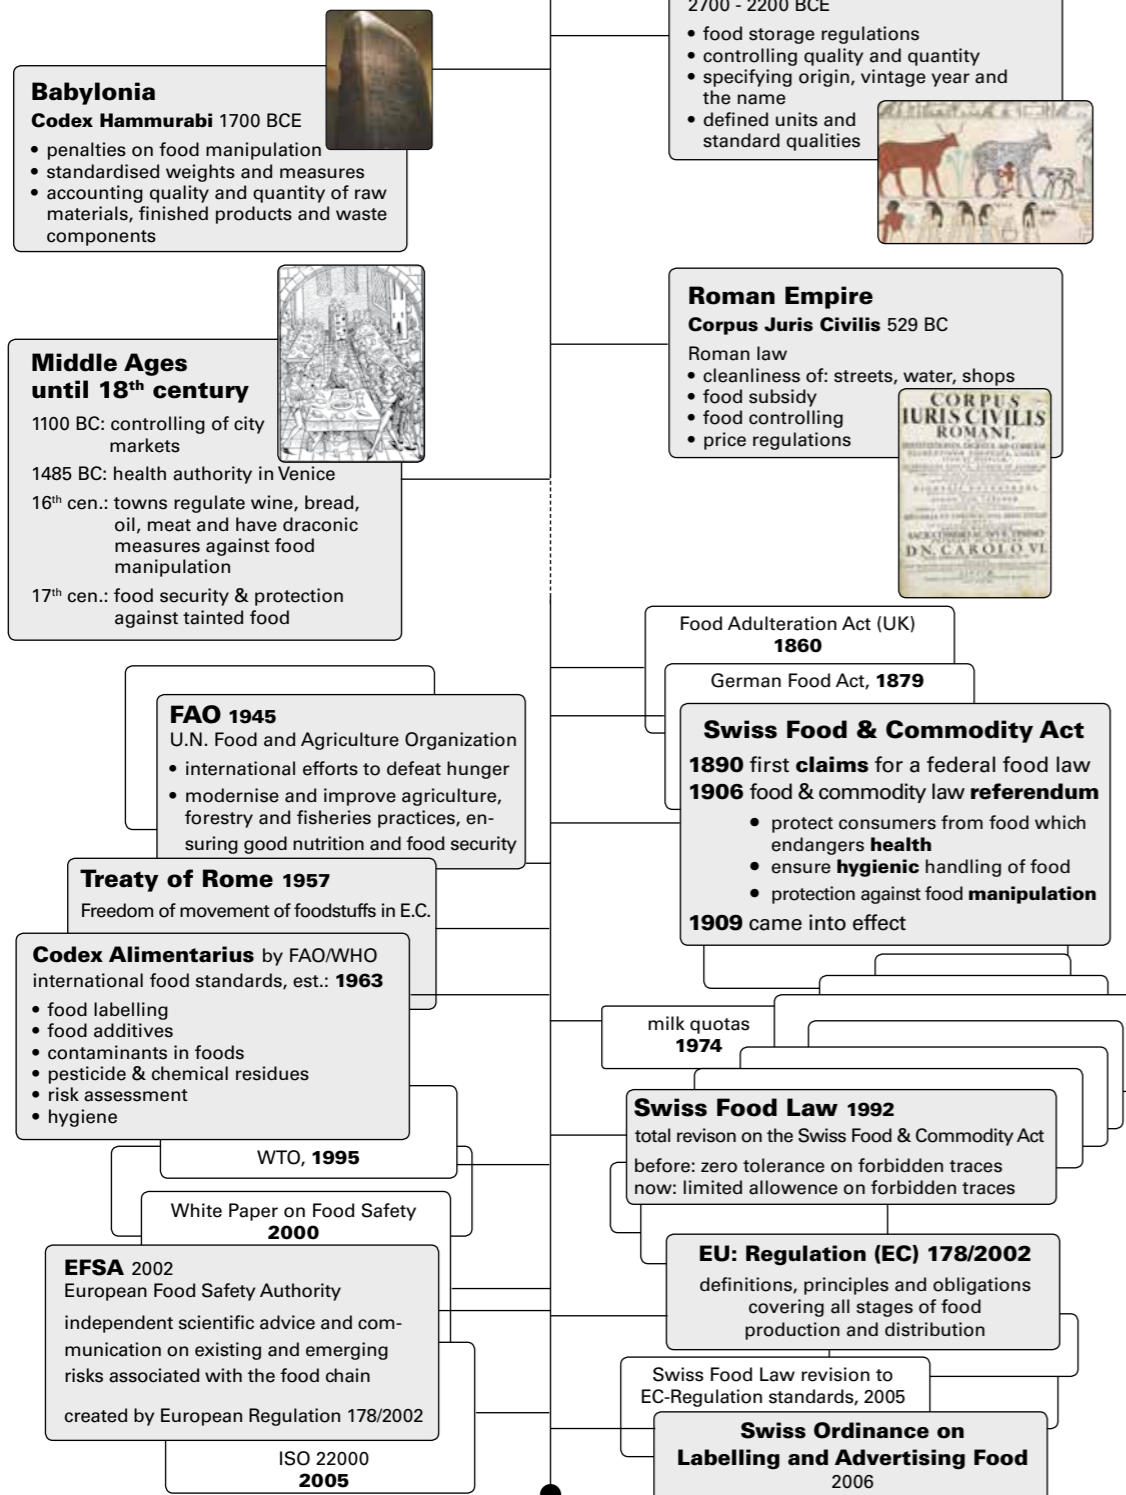 2700 - 2200 BCE
• food storage regulations
• controlling quality and quantity
• specifying origin, vintage year and
the name
• defined units and
standard qualities
Babylonia
Codex Hammurabi 1700 BCE
• penalties on food manipulation
• standardised weights and measures
• accounting quality and quantity of raw
materials, finished products and waste
components
Roman Empire
Corpus Juris Civilis 529 BC
Roman law
• cleanliness of: streets, water, shops
• food subsidy
• food controlling
• price regulations
CORPUS
IURIS CIVILIS
ROMANI,
DN. CAROLO VI.
Middle Ages
until 18th century
1100 BC: controlling of city
markets
1485 BC: health authority in Venice
16th cen.: towns regulate wine, bread,
oil, meat and have draconic
measures against food
manipulation
17th cen.: food security & protection
against tainted food
Food Adulteration Act (UK)
1860
German Food Act, 1879
Swiss Food & Commodity Act
1890 first claims for a federal food law
1906 food & commodity law referendum
• protect consumers from food which
endangers health
• ensure hygienic handling of food
• protection against food manipulation
1909 came into effect
FAO 1945
U.N. Food and Agriculture Organization
• international efforts to defeat hunger
• modernise and improve agriculture,
forestry and fisheries practices, en-
suring good nutrition and food security
Treaty of Rome 1957
Freedom of movement of foodstuffs in E.C.
Codex Alimentarius by FAO/WHO
international food standards, est.: 1963
• food labelling
• food additives
• contaminants in foods
• pesticide & chemical residues
• risk assessment
• hygiene
milk quotas
1974
Swiss Food Law 1992
total revison on the Swiss Food & Commodity Act
before: zero tolerance on forbidden traces
now: limited allowence on forbidden traces
WTO, 1995
White Paper on Food Safety
2000
EFSA 2002
European Food Safety Authority
independent scientific advice and com-
munication on existing and emerging
risks associated with the food chain
created by European Regulation 178/2002
EU: Regulation (EC) 178/2002
definitions, principles and obligations
covering all stages of food
production and distribution
Swiss Food Law revision to
EC-Regulation standards, 2005
Swiss Ordinance on
Labelling and Advertising Food
2006
ISO 22000
2005